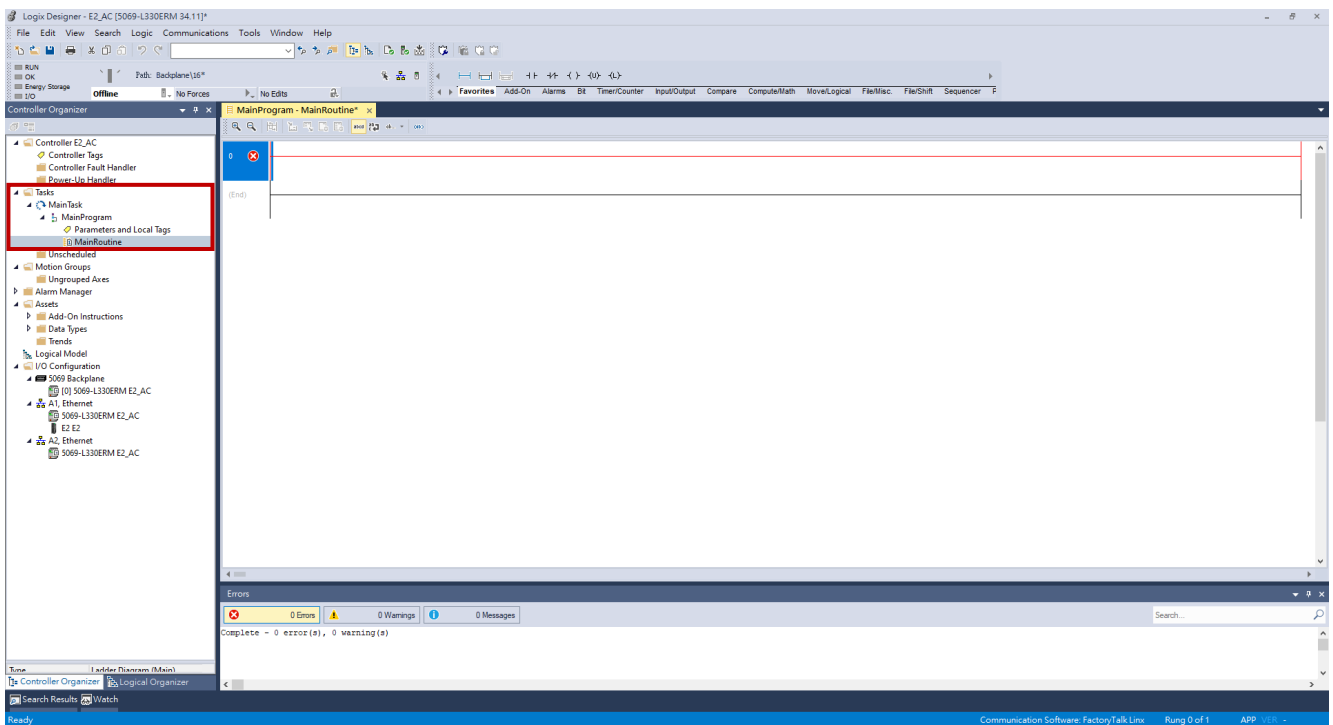 Logix Designer - E2_AC [5069-L330ERM 34.11]*
File Edit View Search Logic Communications Tools Window Help
RUN
OK
Energy Storage
I/O
Path: Backplane\16*
Offline
No Forces
No Edits
Favorites Add-On Alarms Bit Timer/Counter Input/Output Compare Compute/Math Move/Logical File/Misc. File/Shift Sequencer
Controller Organizer
MainProgram - MainRoutine*
Controller E2_AC
Controller Tags
Controller Fault Handler
Power-Up Handler
Tasks
MainTask
MainProgram
Parameters and Local Tags
MainRoutine
Unscheduled
Motion Groups
Ungrouped Axes
Alarm Manager
Assets
Add-On Instructions
Data Types
Trends
Logical Model
I/O Configuration
5069 Backplane
[0] 5069-L330ERM E2_AC
A1, Ethernet
5069-L330ERM E2_AC
E2 E2
A2, Ethernet
5069-L330ERM E2_AC
Type Ladder Diagram (Main)
Controller Organizer Logical Organizer
0
(End)
Errors
0 Errors 0 Warnings 0 Messages
Search...
Complete - 0 error(s), 0 warning(s)
Search Results Watch
Ready
Communication Software: FactoryTalk Linx Rung 0 of 1 APP VER -